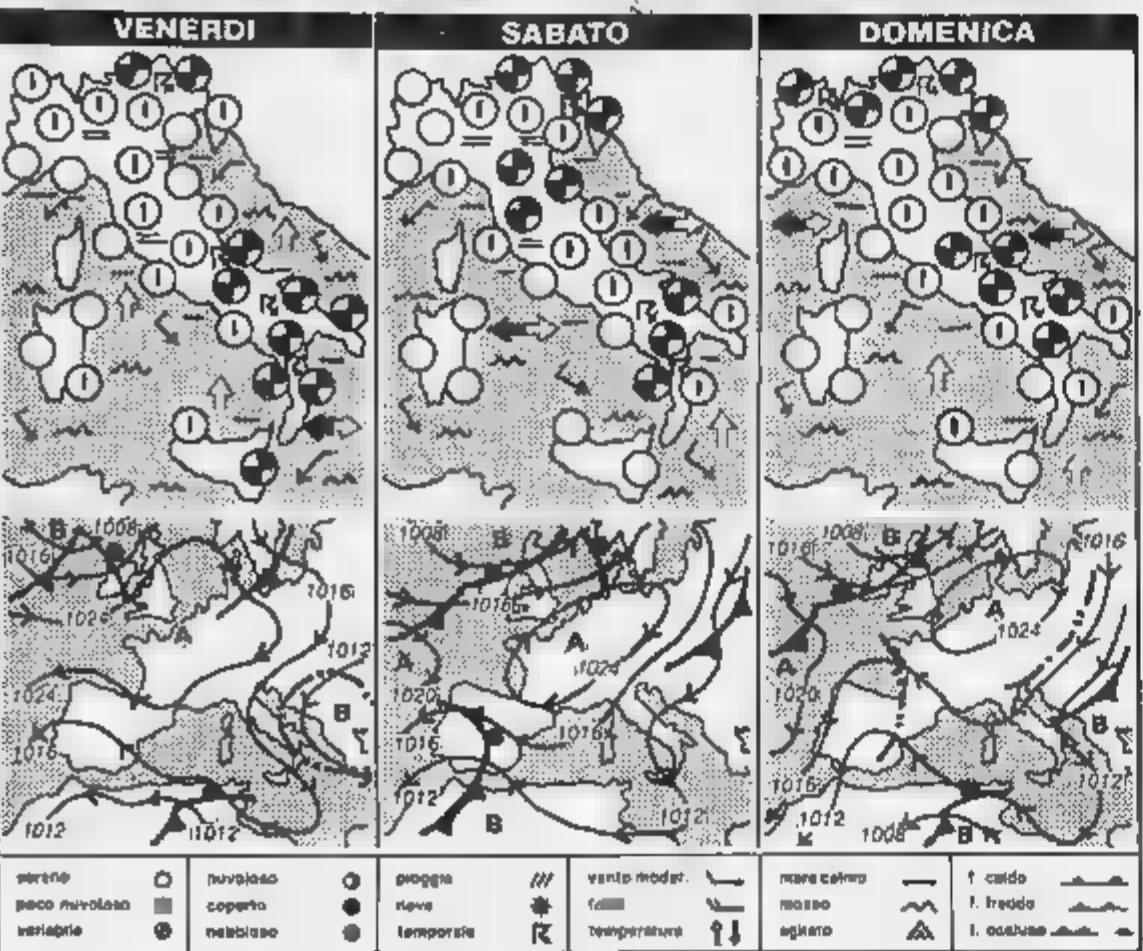 VENERDI
SABATO
DOMENICA
B 1008
1016
1016
1024
A
1012
1024
B
1016
1012
1012
1008 B
1016
A
A
1024
1020
1016
1016
1012
B
1012
1008 B
1016
1016
A
1024
A
1020
B
1016
1012
1012
1008 B
sereno
nuvoloso
pioggia
vento moder.
mare calmo
f. caldo
poco nuvoloso
coperto
neve
mosso
f. freddo
variabile
nebbioso
temporale
temperatura
agitato
f. occluso